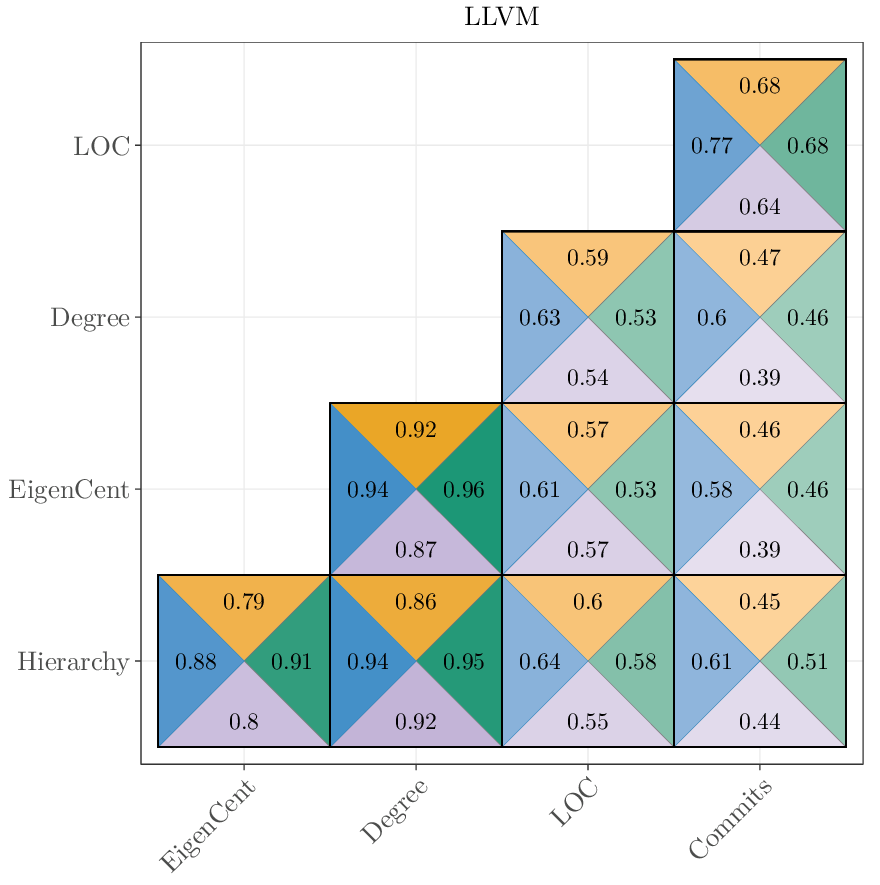 LLVM
0.68
LOC 0.77 0.68
0.64
0.59 0.47
Degree 0.63 0.53 0.6 0.46
0.54 0.39
0.92 0.57 0.46
EigenCent 0.94 0.96 0.61 0.53 0.58 0.46
0.87 0.57 0.39
0.79 0.86 0.6 0.45
Hierarchy 0.88 0.91 0.94 0.95 0.64 0.58 0.61 0.51
0.8 0.92 0.55 0.44
EigenCent Degree LOC Commits